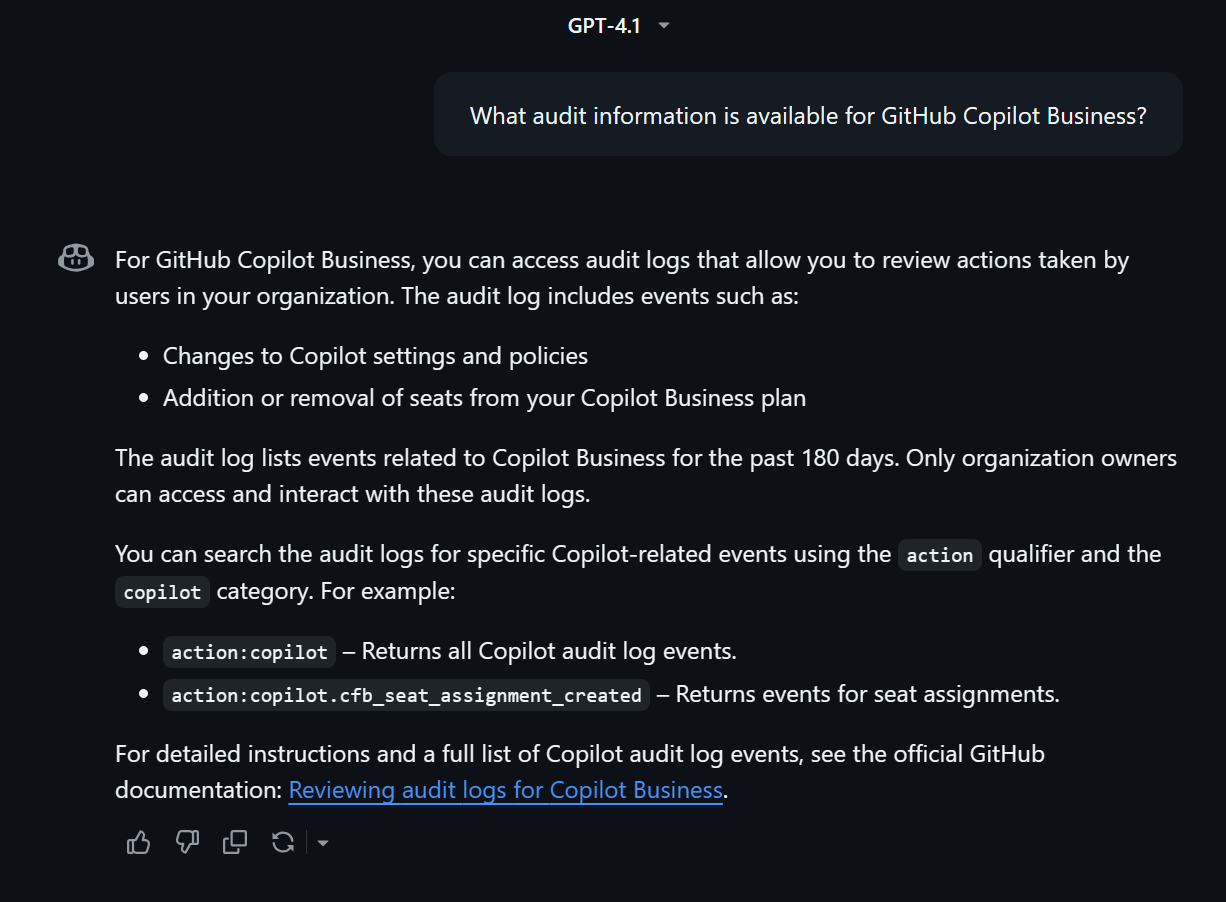 GPT-4.1
What audit information is available for GitHub Copilot Business?
For GitHub Copilot Business, you can access audit logs that allow you to review actions taken by
users in your organization. The audit log includes events such as:
• Changes to Copilot settings and policies
• Addition or removal of seats from your Copilot Business plan
The audit log lists events related to Copilot Business for the past 180 days. Only organization owners
can access and interact with these audit logs.
You can search the audit logs for specific Copilot-related events using the action qualifier and the
copilot category. For example:
• action:copilot – Returns all Copilot audit log events.
• action:copilot.cfb_seat_assignment_created – Returns events for seat assignments.
For detailed instructions and a full list of Copilot audit log events, see the official GitHub
documentation: Reviewing audit logs for Copilot Business.